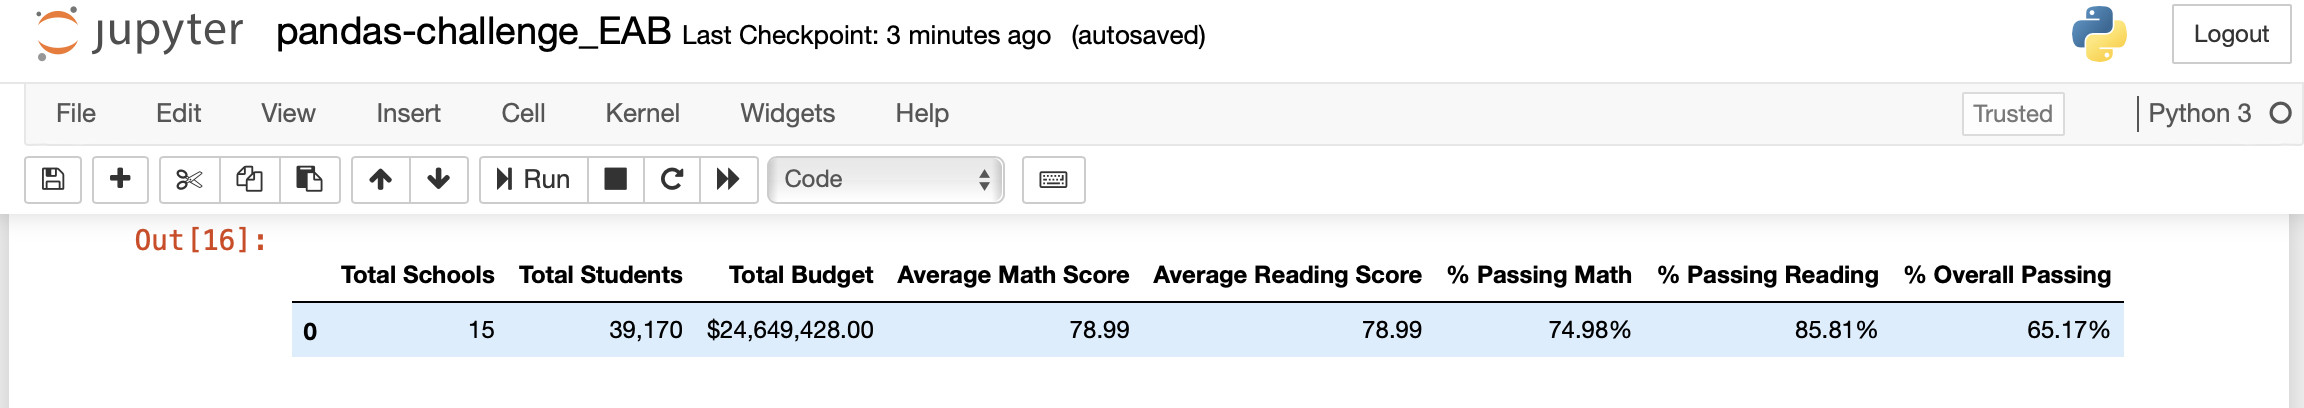 jupyter pandas-challenge_EAB Last Checkpoint: 3 minutes ago (autosaved) Logout
File Edit View Insert Cell Kernel Widgets Help Trusted Python 3
Run Code
Out[16]:
Total Schools Total Students Total Budget Average Math Score Average Reading Score % Passing Math % Passing Reading % Overall Passing
0 15 39,170 $24,649,428.00 78.99 78.99 74.98% 85.81% 65.17%